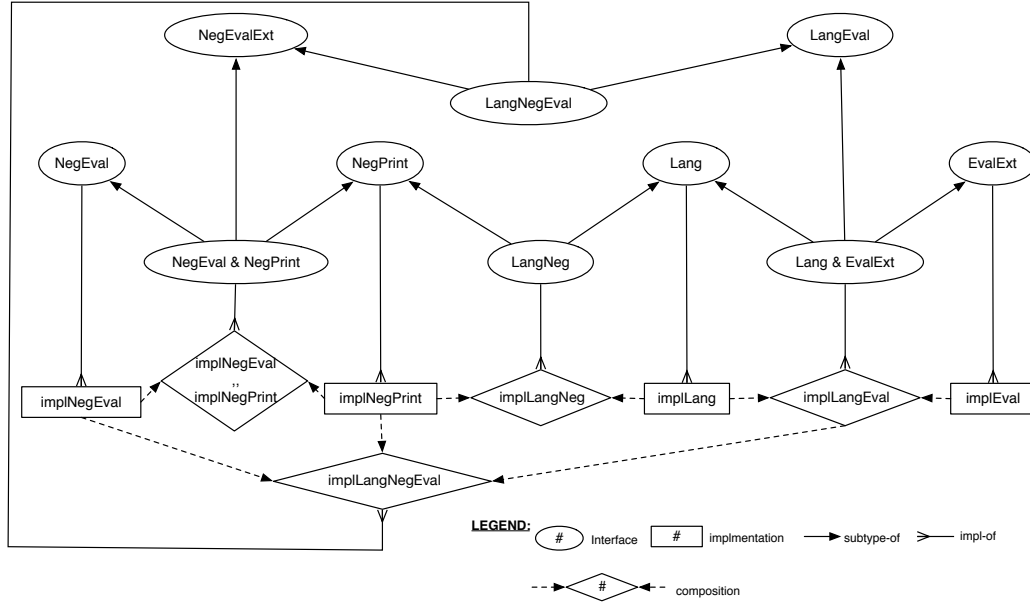 NegEvalExt
LangEval
LangNegEval
NegEval
NegPrint
Lang
EvalExt
NegEval & NegPrint
LangNeg
Lang & EvalExt
implNegEval
,,
implNegPrint
implNegEval
implNegPrint
implLangNeg
implLang
implLangEval
implEval
implLangNegEval
LEGEND:
# Interface
# implmentation
subtype-of
impl-of
# composition